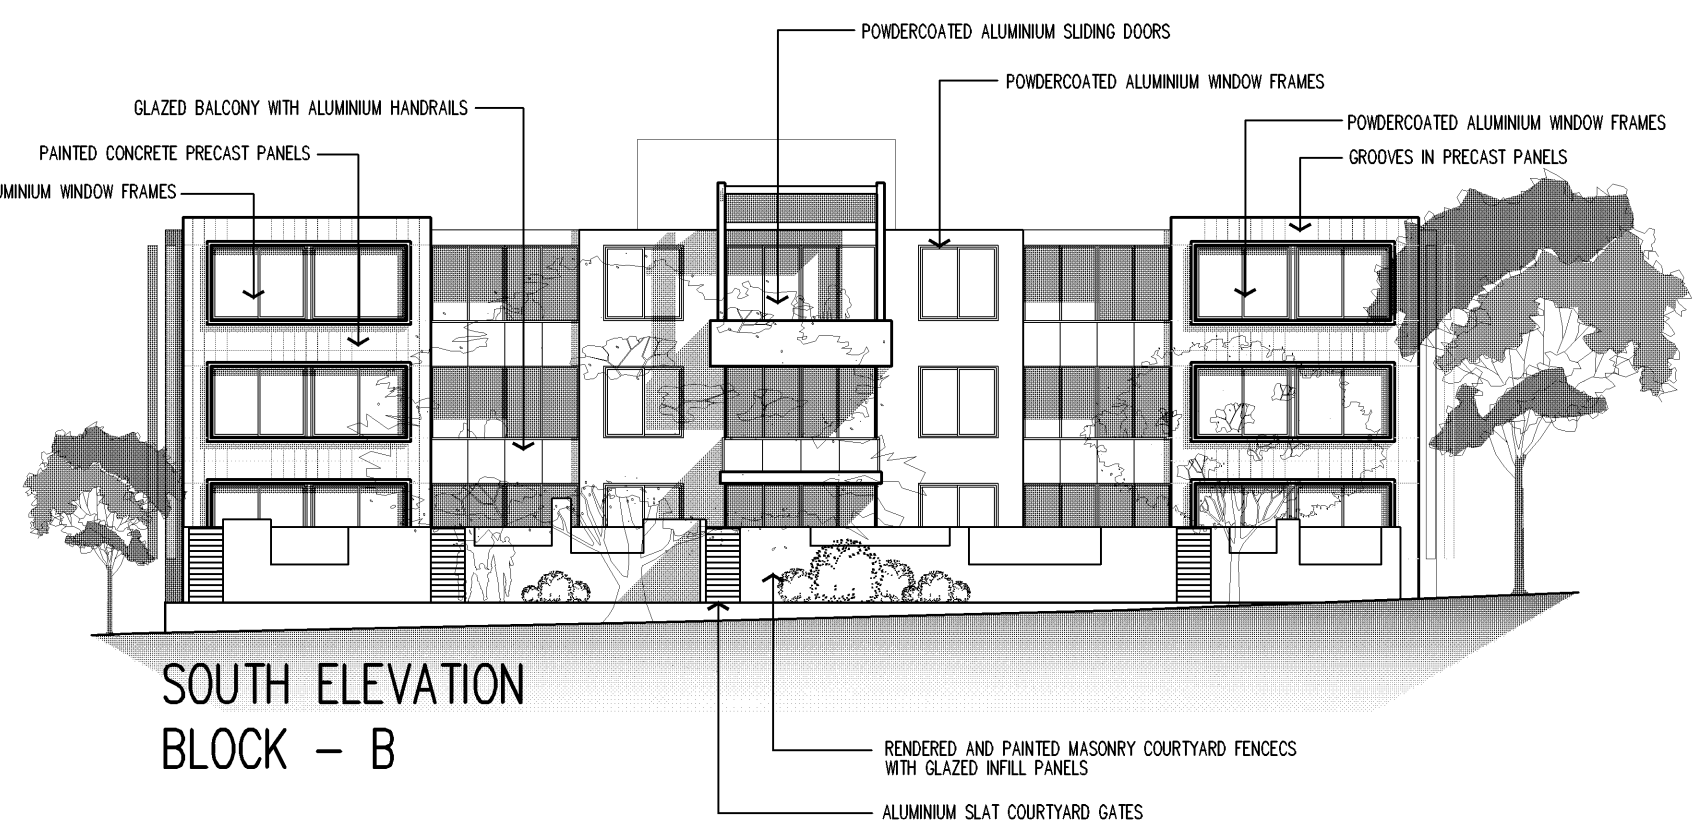 POWDERCOATED ALUMINIUM SLIDING DOORS
POWDERCOATED ALUMINIUM WINDOW FRAMES
GLAZED BALCONY WITH ALUMINIUM HANDRAILS
POWDERCOATED ALUMINIUM WINDOW FRAMES
PAINTED CONCRETE PRECAST PANELS
GROOVES IN PRECAST PANELS
WINDOW FRAMES
SOUTH ELEVATION
BLOCK - B
RENDERED AND PAINTED MASONRY COURTYARD FENCECS
WITH GLAZED INFILL PANELS
ALUMINIUM SLAT COURTYARD GATES